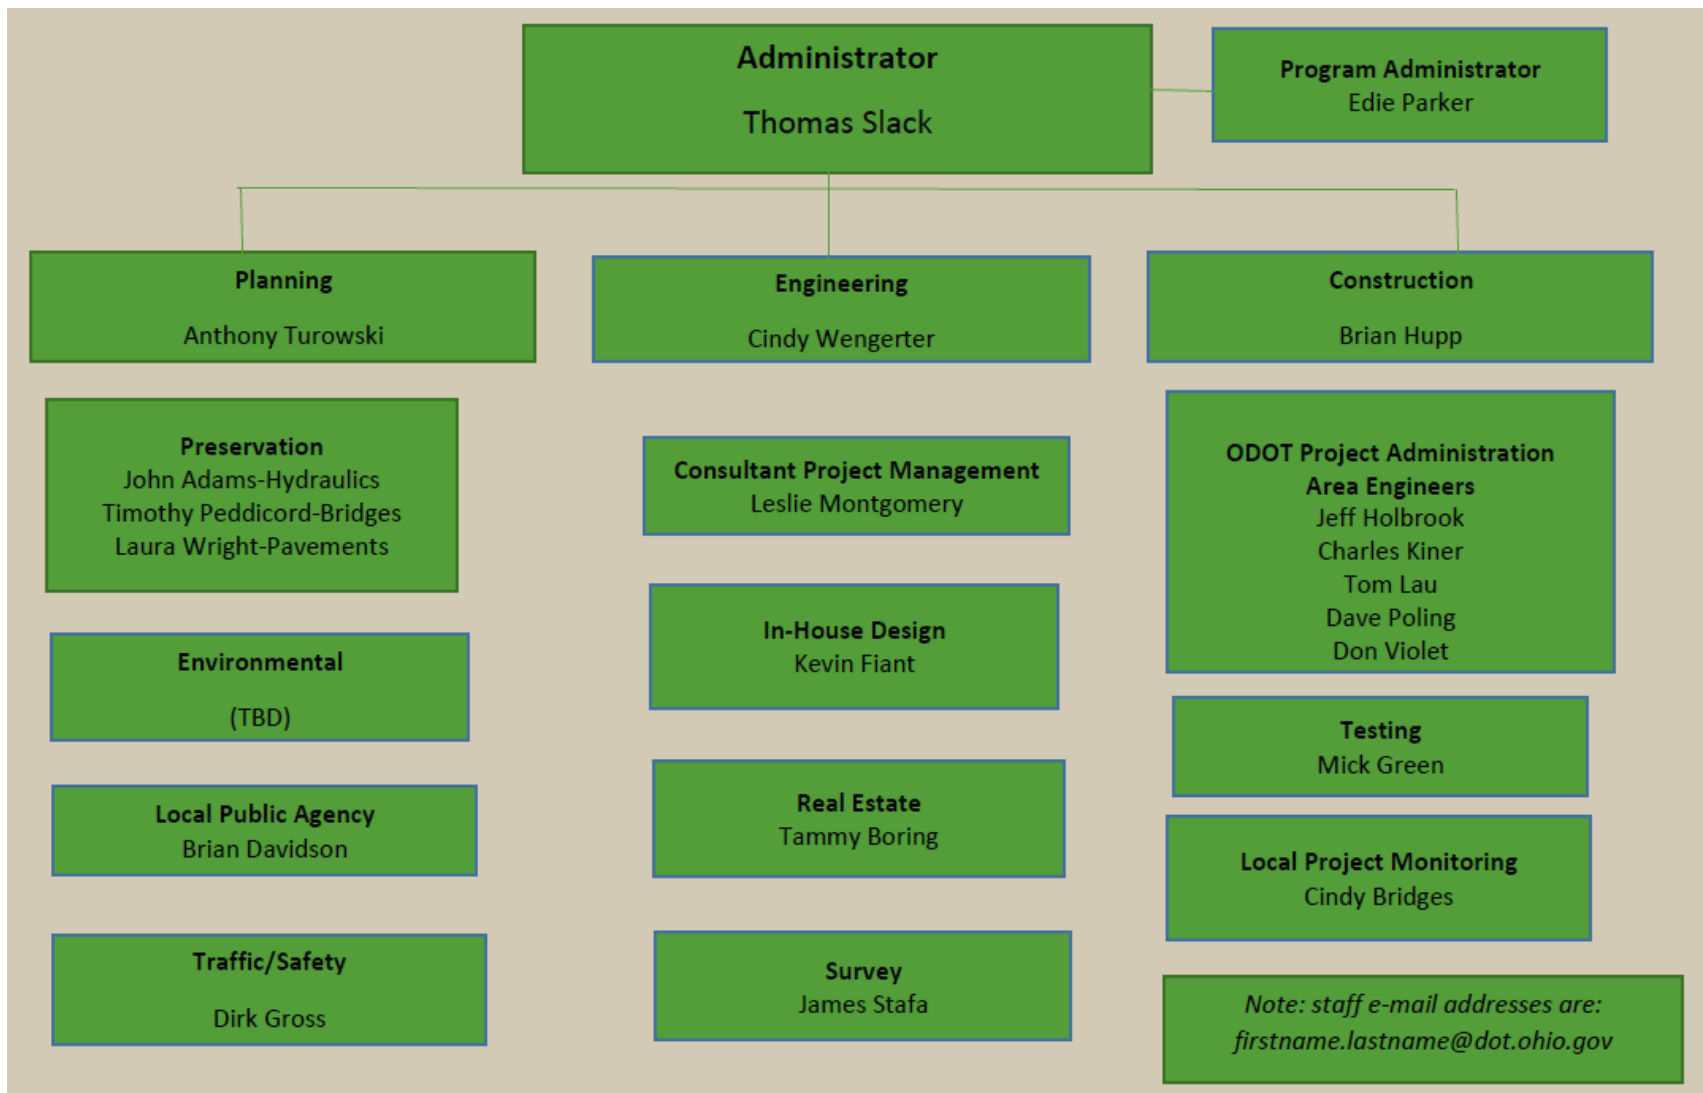 Administrator
Thomas Slack
Program Administrator
Edie Parker
Planning
Anthony Turowski
Preservation
John Adams-Hydraulics
Timothy Peddicord-Bridges
Laura Wright-Pavements
Environmental
(TBD)
Local Public Agency
Brian Davidson
Traffic/Safety
Dirk Gross
Engineering
Cindy Wengerter
Consultant Project Management
Leslie Montgomery
In-House Design
Kevin Fiant
Real Estate
Tammy Boring
Survey
James Stafa
Construction
Brian Hupp
ODOT Project Administration
Area Engineers
Jeff Holbrook
Charles Kiner
Tom Lau
Dave Poling
Don Violet
Testing
Mick Green
Local Project Monitoring
Cindy Bridges
Note: staff e-mail addresses are:
firstname.lastname@dot.ohio.gov